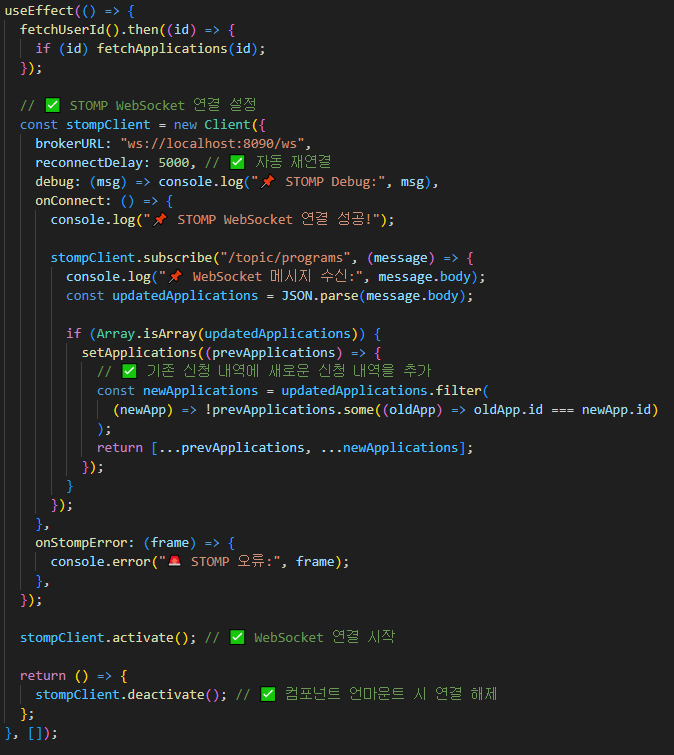 useEffect(() => {
  fetchUserId().then((id) => {
    if (id) fetchApplications(id);
  });

  // ✅ STOMP WebSocket 연결 설정
  const stompClient = new Client({
    brokerURL: "ws://localhost:8090/ws",
    reconnectDelay: 5000, // ✅ 자동 재연결
    debug: (msg) => console.log("📌 STOMP Debug:", msg),
    onConnect: () => {
      console.log("📌 STOMP WebSocket 연결 성공!");

      stompClient.subscribe("/topic/programs", (message) => {
        console.log("📌 WebSocket 메시지 수신:", message.body);
        const updatedApplications = JSON.parse(message.body);

        if (Array.isArray(updatedApplications)) {
          setApplications((prevApplications) => {
            // ✅ 기존 신청 내역에 새로운 신청 내역을 추가
            const newApplications = updatedApplications.filter(
              (newApp) => !prevApplications.some((oldApp) => oldApp.id === newApp.id)
            );
            return [...prevApplications, ...newApplications];
          });
        }
      });
    },
    onStompError: (frame) => {
      console.error("🚨 STOMP 오류:", frame);
    },
  });

  stompClient.activate(); // ✅ WebSocket 연결 시작

  return () => {
    stompClient.deactivate(); // ✅ 컴포넌트 언마운트 시 연결 해제
  };
}, []);